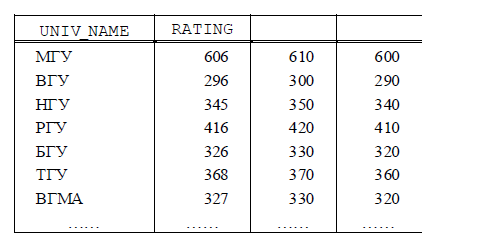 UNIV_NAME RATING
МГУ 606 610 600
ВГУ 296 300 290
НГУ 345 350 340
РГУ 416 420 410
БГУ 326 330 320
ТГУ 368 370 360
ВГМА 327 330 320
...... ...... ...... ......